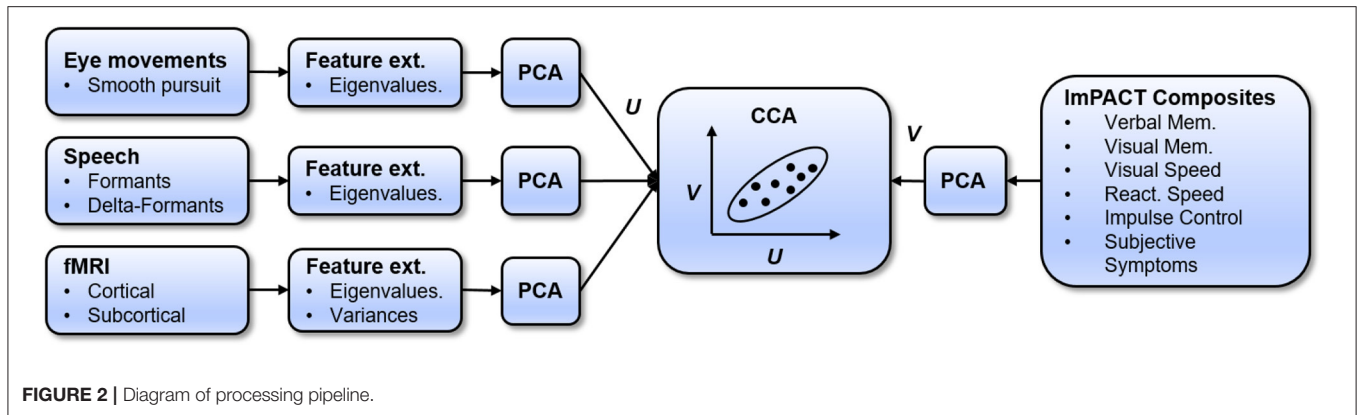 Eye movements
• Smooth pursuit
Feature ext.
• Eigenvalues.
PCA
Speech
• Formants
• Delta-Formants
Feature ext.
• Eigenvalues.
PCA
fMRI
• Cortical
• Subcortical
Feature ext.
• Eigenvalues.
• Variances
PCA
U
CCA
V
U
V
PCA
ImPACT Composites
• Verbal Mem.
• Visual Mem.
• Visual Speed
• React. Speed
• Impulse Control
• Subjective
Symptoms
FIGURE 2 | Diagram of processing pipeline.